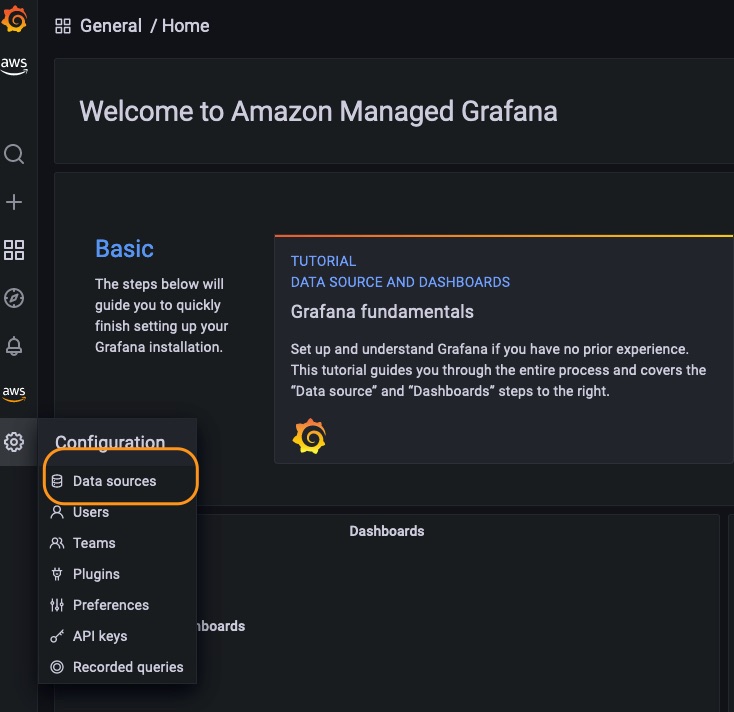 General / Home
aws
Welcome to Amazon Managed Grafana
Basic
The steps below will
guide you to quickly
finish setting up your
Grafana installation.
TUTORIAL
DATA SOURCE AND DASHBOARDS
Grafana fundamentals
Set up and understand Grafana if you have no prior experience.
This tutorial guides you through the entire process and covers the
“Data source” and “Dashboards” steps to the right.
aws
Configuration
Data sources
Users
Teams
Plugins
Preferences
API keys
Recorded queries
Dashboards